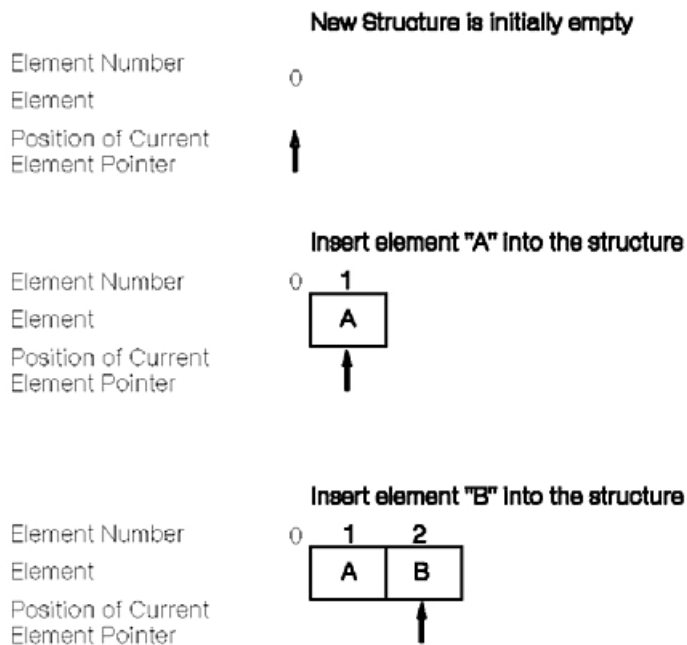 New Structure is initially empty
Element Number
0
Element
Position of Current
Element Pointer
Insert element "A" into the structure
Element Number 0 1
Element A
Position of Current
Element Pointer
Insert element "B" into the structure
Element Number 0 1 2
Element A B
Position of Current
Element Pointer